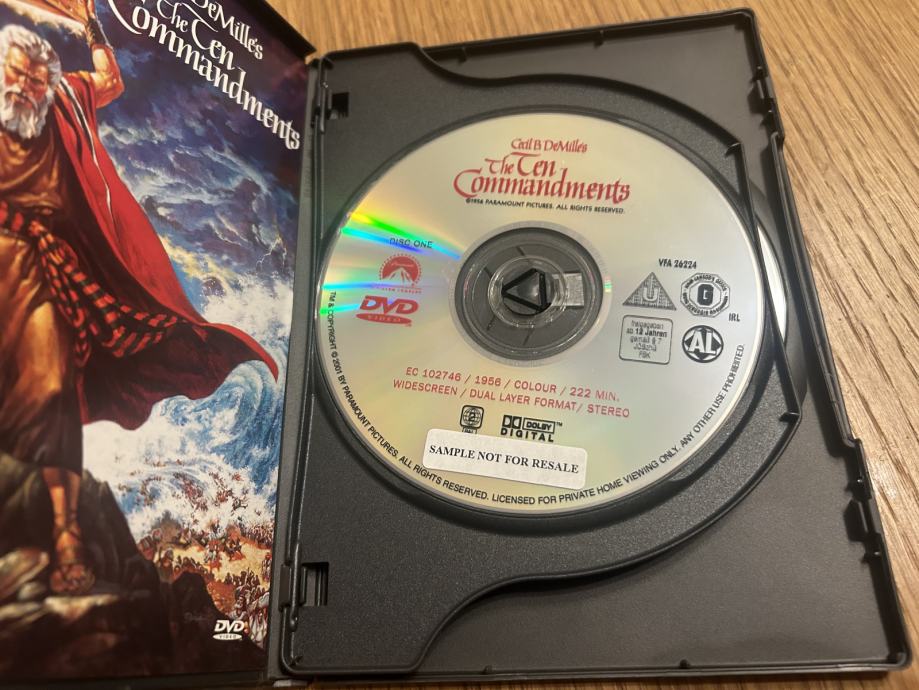 DeMille's
The Ten
Commandments
DVD
VIDEO
Cecil B. DeMille's
The Ten
Commandments
©1956 PARAMOUNT PICTURES. ALL RIGHTS RESERVED.
DISC ONE
DVD
VIDEO
VFA 26224
U
G
IRL
freigegeben
ab 12 Jahren
gemäß § 7
JÖSchG
FSK
AL
EC 102746 / 1956 / COLOUR / 222 MIN.
WIDESCREEN / DUAL LAYER FORMAT / STEREO
2
DOLBY™
DIGITAL
SAMPLE NOT FOR RESALE
TM & COPYRIGHT © 2001 BY PARAMOUNT PICTURES. ALL RIGHTS RESERVED. LICENSED FOR PRIVATE HOME VIEWING ONLY. ANY OTHER USE PROHIBITED.